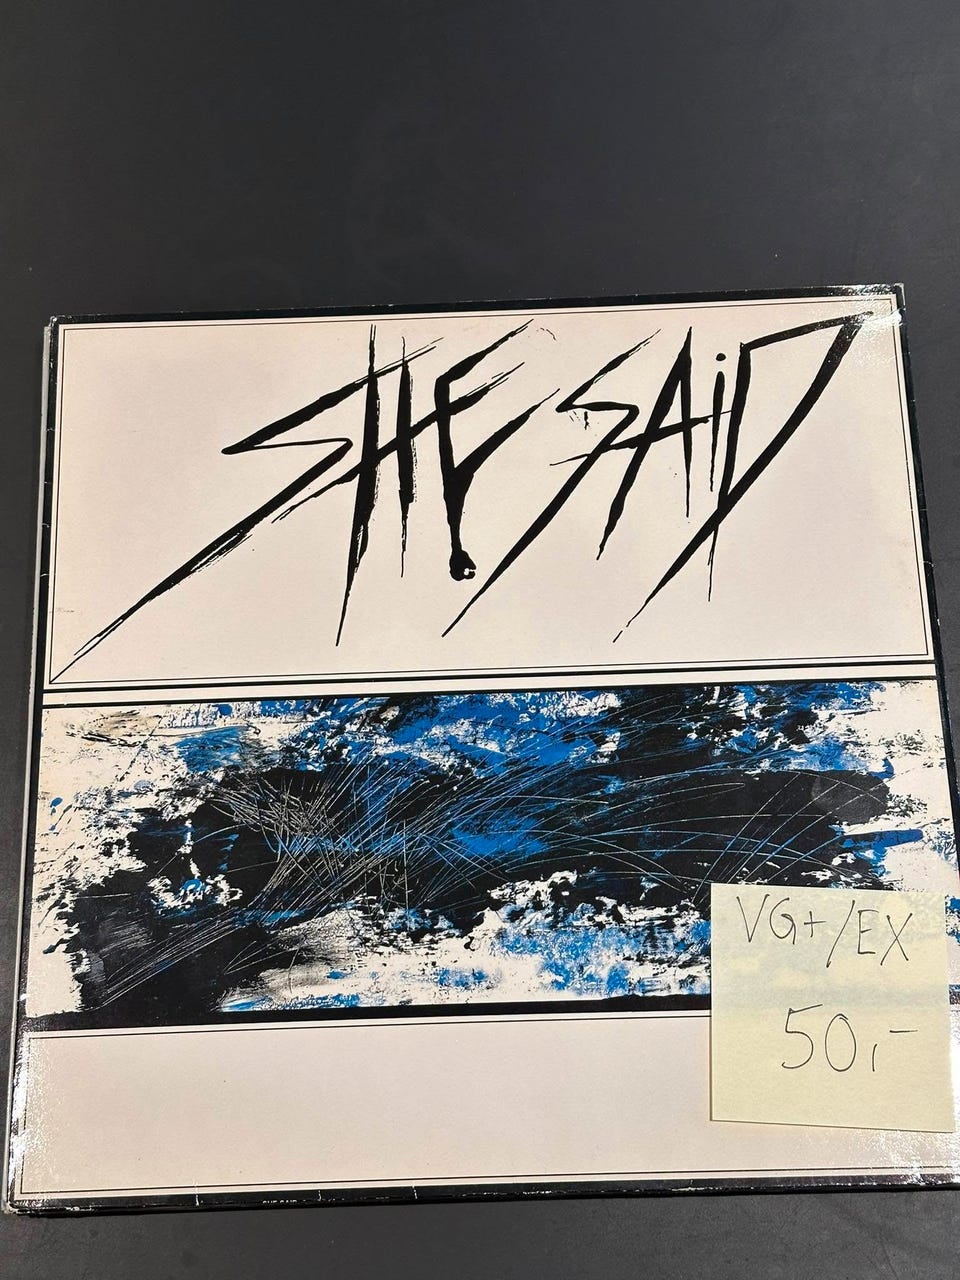 SHE SAiD
VG+/EX
50,-